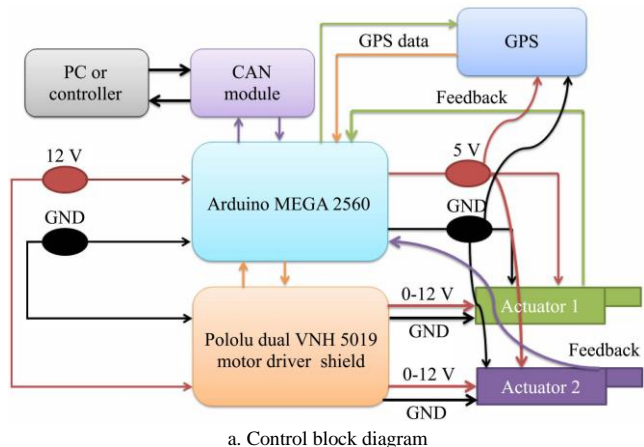 GPS data
GPS
PC or
controller
CAN
module
Feedback
12 V
5 V
Arduino MEGA 2560
GND
GND
0-12 V
Actuator 1
GND
Pololu dual VNH 5019
motor driver shield
Feedback
0-12 V
Actuator 2
GND
a. Control block diagram